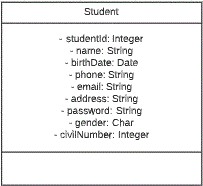 Student
- studentId: Integer
- name: String
- birthDate: Date
- phone: String
- email: String
- address: String
- password: String
- gender: Char
- civilNumber: Integer